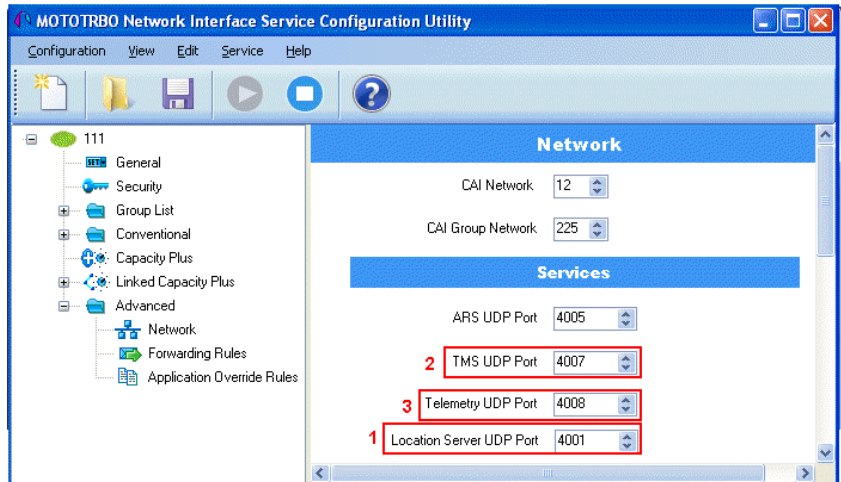 MOTOTRBO Network Interface Service Configuration Utility
Configuration View Edit Service Help
111
SET
General
Security
Group List
Conventional
Capacity Plus
Linked Capacity Plus
Advanced
Network
Forwarding Rules
Application Override Rules
Network
CAI Network 12
CAI Group Network 225
Services
ARS UDP Port 4005
2 TMS UDP Port 4007
3 Telemetry UDP Port 4008
1 Location Server UDP Port 4001